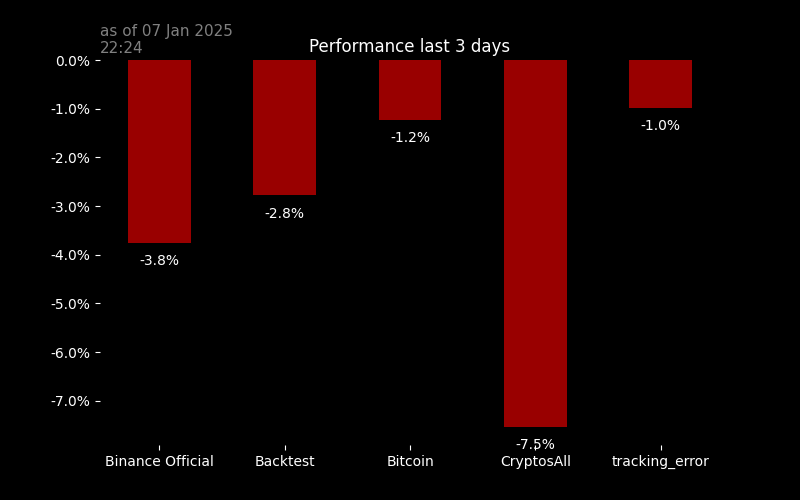 as of 07 Jan 2025
22:24
Performance last 3 days
0.0%
-1.0%
-2.0%
-3.0%
-4.0%
-5.0%
-6.0%
-7.0%
-3.8%
-2.8%
-1.2%
-7.5%
-1.0%
Binance Official
Backtest
Bitcoin
CryptosAll
tracking_error